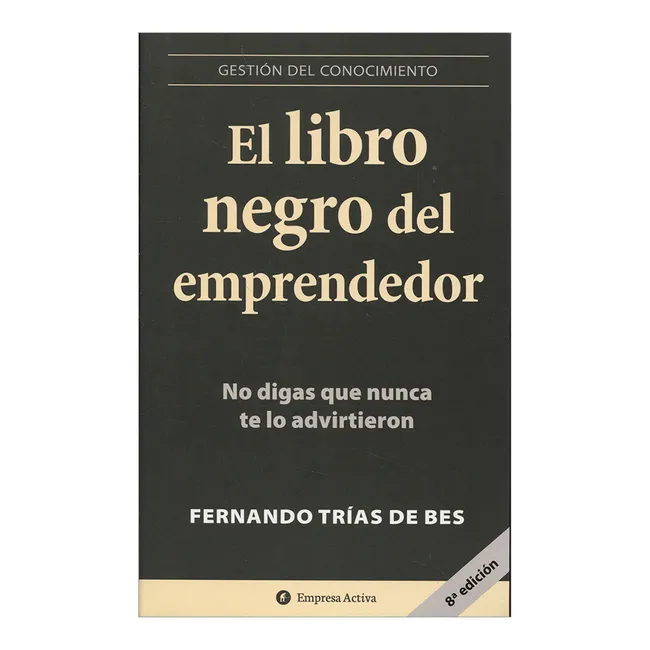 GESTIÓN DEL CONOCIMIENTO
El libro
negro del
emprendedor
No digas que nunca
te lo advirtieron
FERNANDO TRÍAS DE BES
8ª edición
Empresa Activa